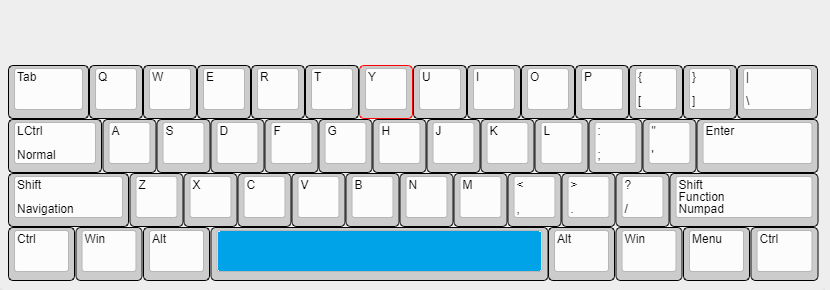 Tab Q W E R T Y U I O P { } |
[ ] \
LCtrl A S D F G H J K L : " Enter
Normal ; '
Shift Z X C V B N M < > ? Shift
Function
Navigation , . / Numpad
Ctrl Win Alt Alt Win Menu Ctrl